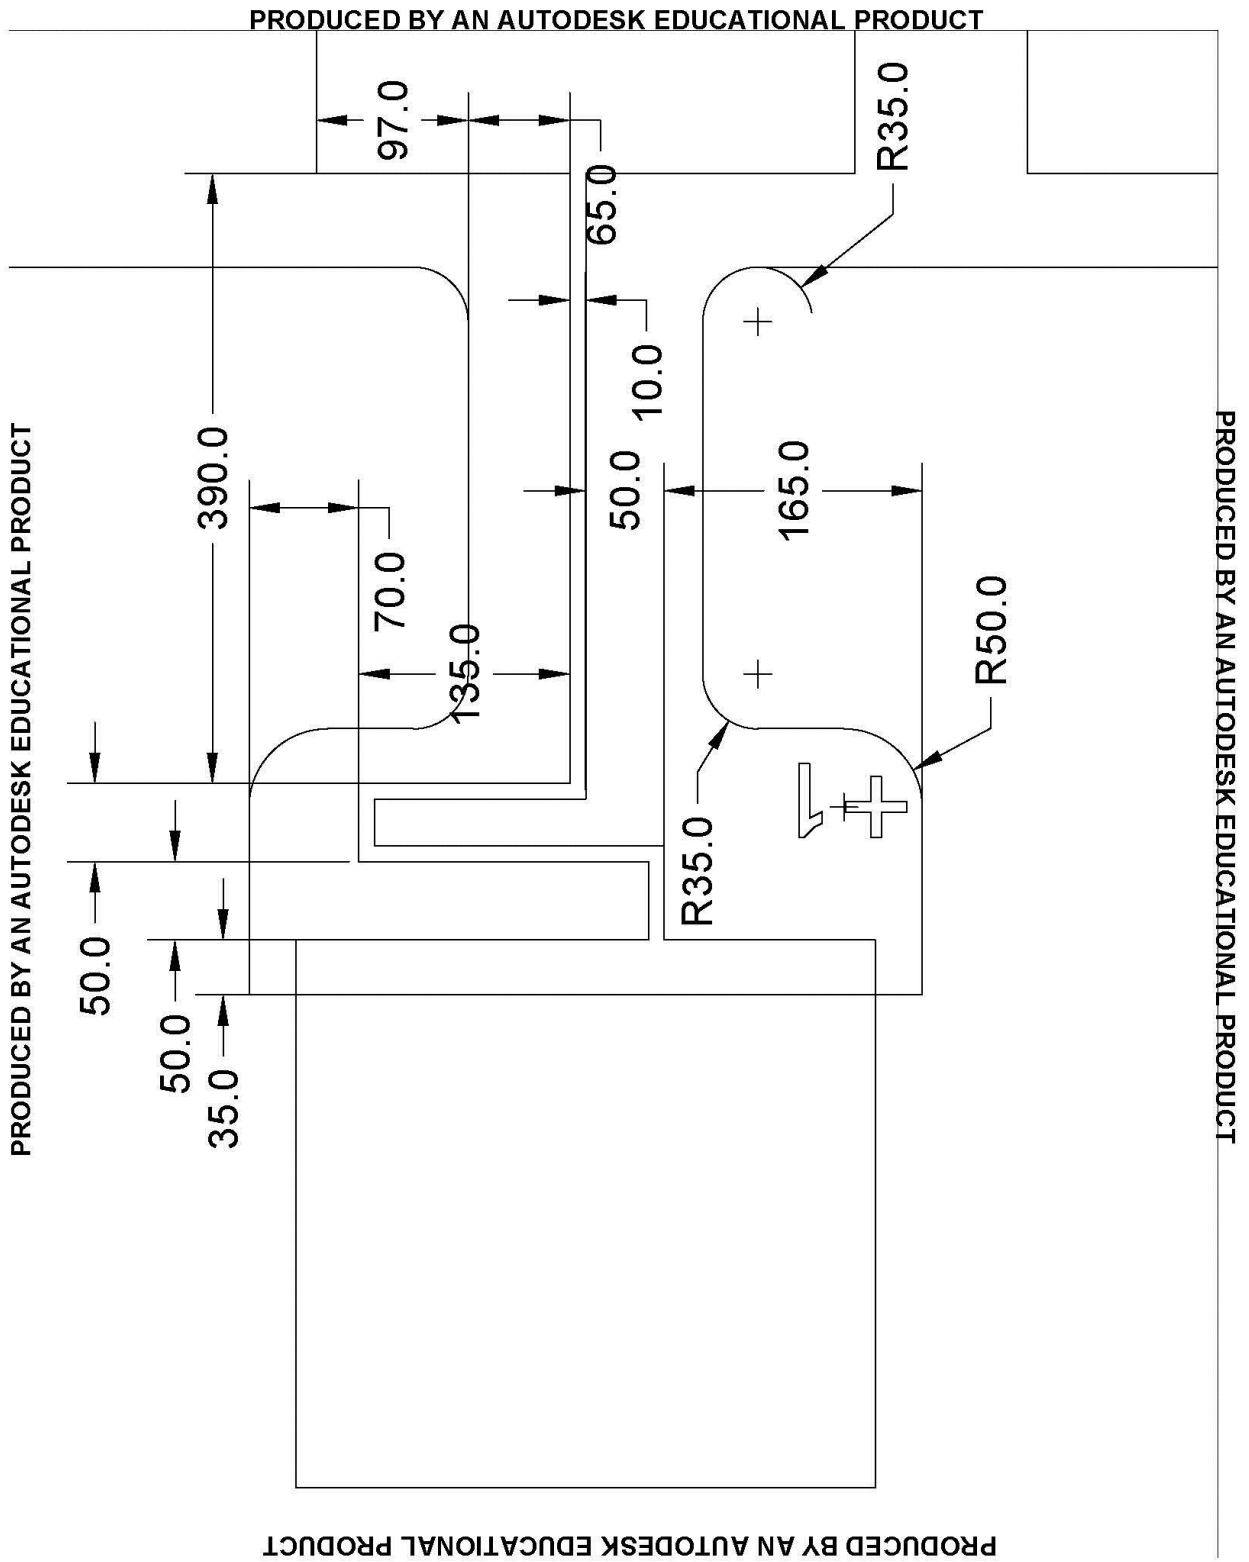 PRODUCED BY AN AUTODESK EDUCATIONAL PRODUCT
97.0
R35.0
65.0
10.0
390.0
50.0
165.0
70.0
135.0
R50.0
+1
R35.0
50.0
50.0
35.0
PRODUCED BY AN AUTODESK EDUCATIONAL PRODUCT
PRODUCED BY AN AUTODESK EDUCATIONAL PRODUCT
PRODUCED BY AN AUTODESK EDUCATIONAL PRODUCT